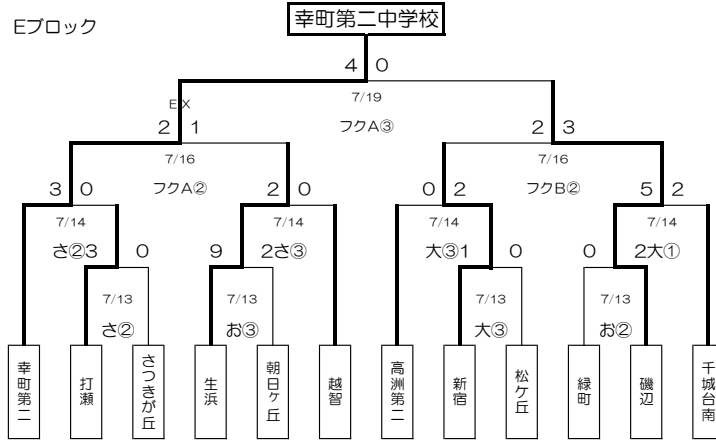 幸町第二中学校
Eブロック
4 0
7/19
フクA③
EX
2 1
2 3
7/16
フクA②
7/16
フクB②
3 0
2 0
0 2
5 2
7/14
7/14
7/14
7/14
さ②3 0
9 2さ③
大③1 0
0 2大①
7/13
7/13
7/13
7/13
さ②
お③
大③
お②
幸町第二
打瀬
さつきが丘
生浜
朝日ヶ丘
越智
高洲第二
新宿
松ケ丘
緑町
磯辺
千城台南